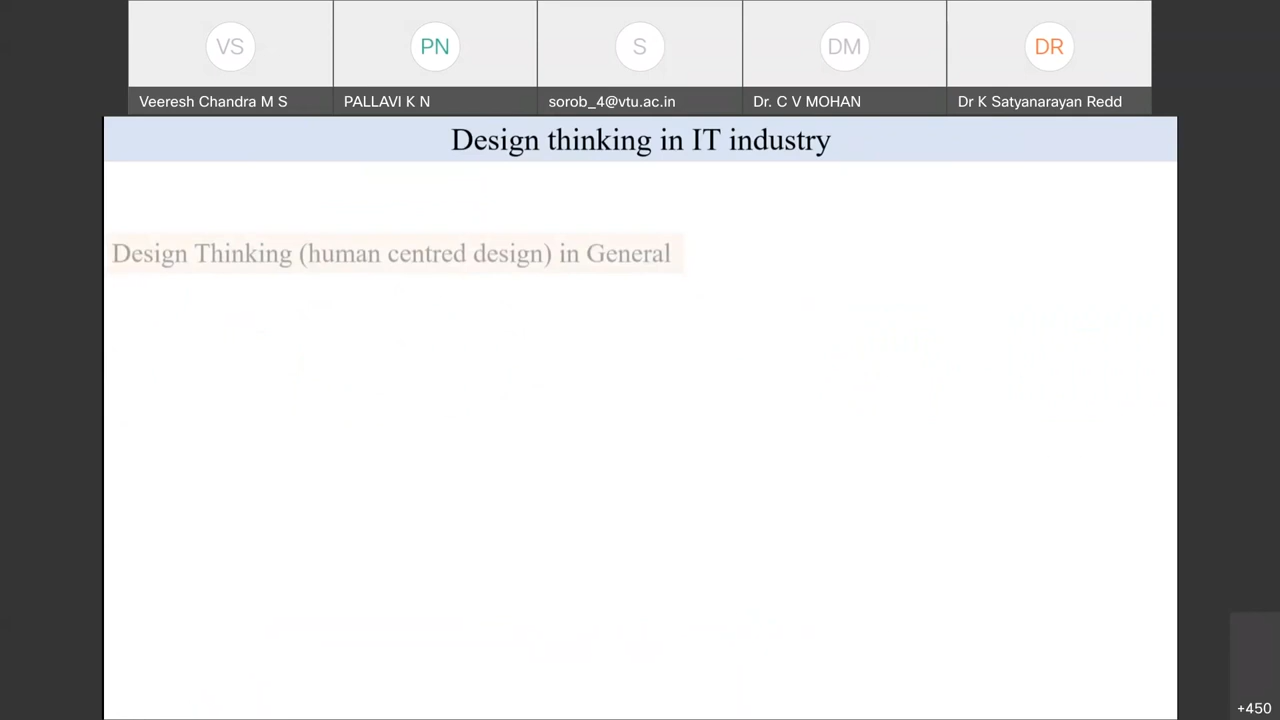 VS
PN
S
DM
DR
Veeresh Chandra M S
PALLAVI K N
sorob_4@vtu.ac.in
Dr. C V MOHAN
Dr K Satyanarayan Redd
Design thinking in IT industry
Design Thinking (human centred design) in General
+450